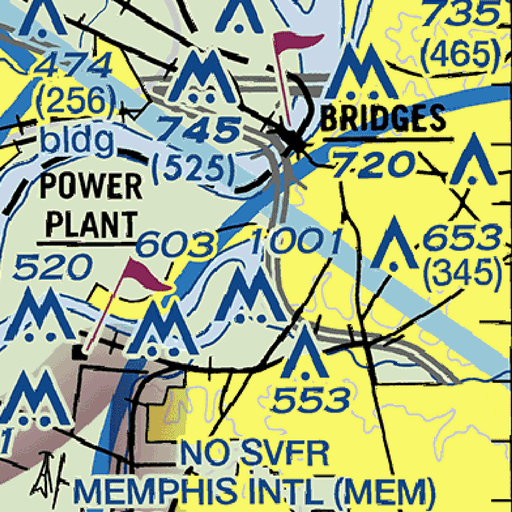 735
(465)
474
(256)
bldg
745
(525)
BRIDGES
720
POWER
PLANT
603
1001
653
(345)
520
553
1
NO SVFR
MEMPHIS INTL (MEM)